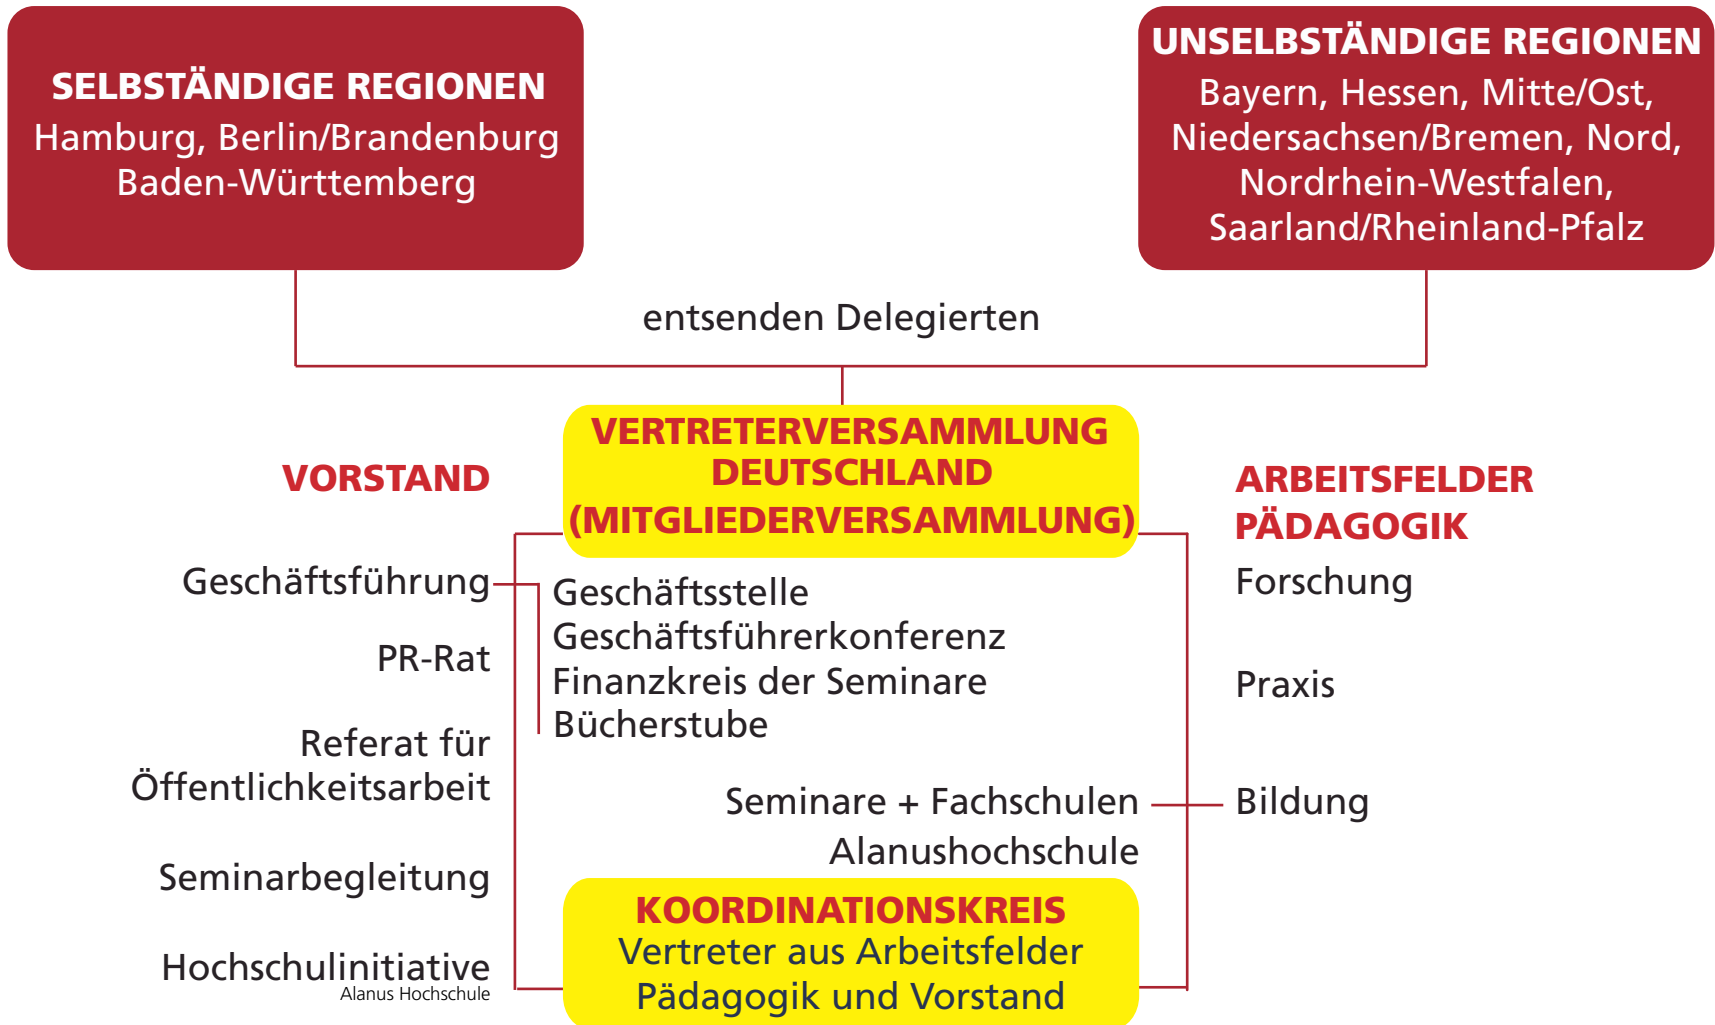 SELBSTÄNDIGE REGIONEN
Hamburg, Berlin/Brandenburg
Baden-Württemberg
UNSELBSTÄNDIGE REGIONEN
Bayern, Hessen, Mitte/Ost,
Niedersachsen/Bremen, Nord,
Nordrhein-Westfalen,
Saarland/Rheinland-Pfalz
entsenden Delegierten
VERTRETERVERSAMMLUNG
DEUTSCHLAND
(MITGLIEDERVERSAMMLUNG)
VORSTAND
Geschäftsführung
PR-Rat
Referat für
Öffentlichkeitsarbeit
Seminarbegleitung
Hochschulinitiative
Alanus Hochschule
Geschäftsstelle
Geschäftsführerkonferenz
Finanzkreis der Seminare
Bücherstube
Seminare + Fachschulen
Alanushochschule
ARBEITSFELDER
PÄDAGOGIK
Forschung
Praxis
Bildung
KOORDINATIONSKREIS
Vertreter aus Arbeitsfelder
Pädagogik und Vorstand